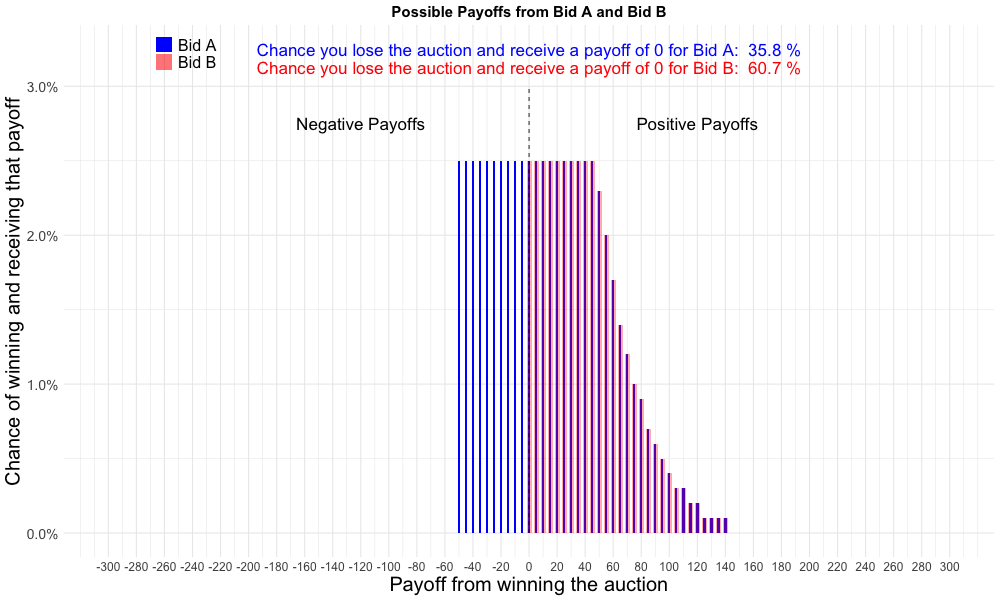 Possible Payoffs from Bid A and Bid B
Bid A
Bid B
Chance you lose the auction and receive a payoff of 0 for Bid A: 35.8 %
Chance you lose the auction and receive a payoff of 0 for Bid B: 60.7 %
Negative Payoffs
Positive Payoffs
Chance of winning and receiving that payoff
3.0%
2.0%
1.0%
0.0%
-300 -280 -260 -240 -220 -200 -180 -160 -140 -120 -100 -80 -60 -40 -20 0 20 40 60 80 100 120 140 160 180 200 220 240 260 280 300
Payoff from winning the auction